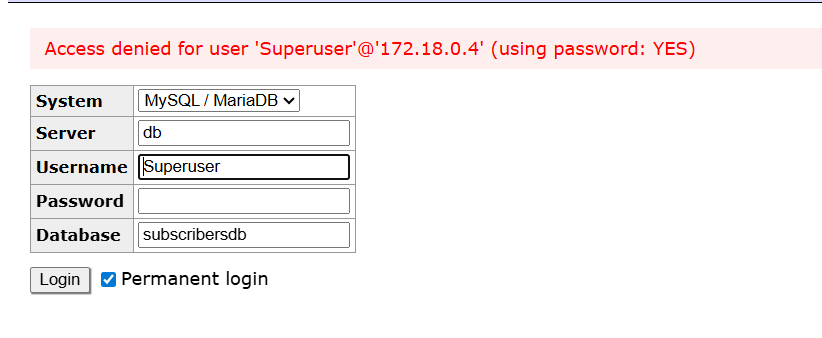 Access denied for user 'Superuser'@'172.18.0.4' (using password: YES)
System MySQL / MariaDB
Server db
Username Superuser
Password
Database subscribersdb
Login Permanent login